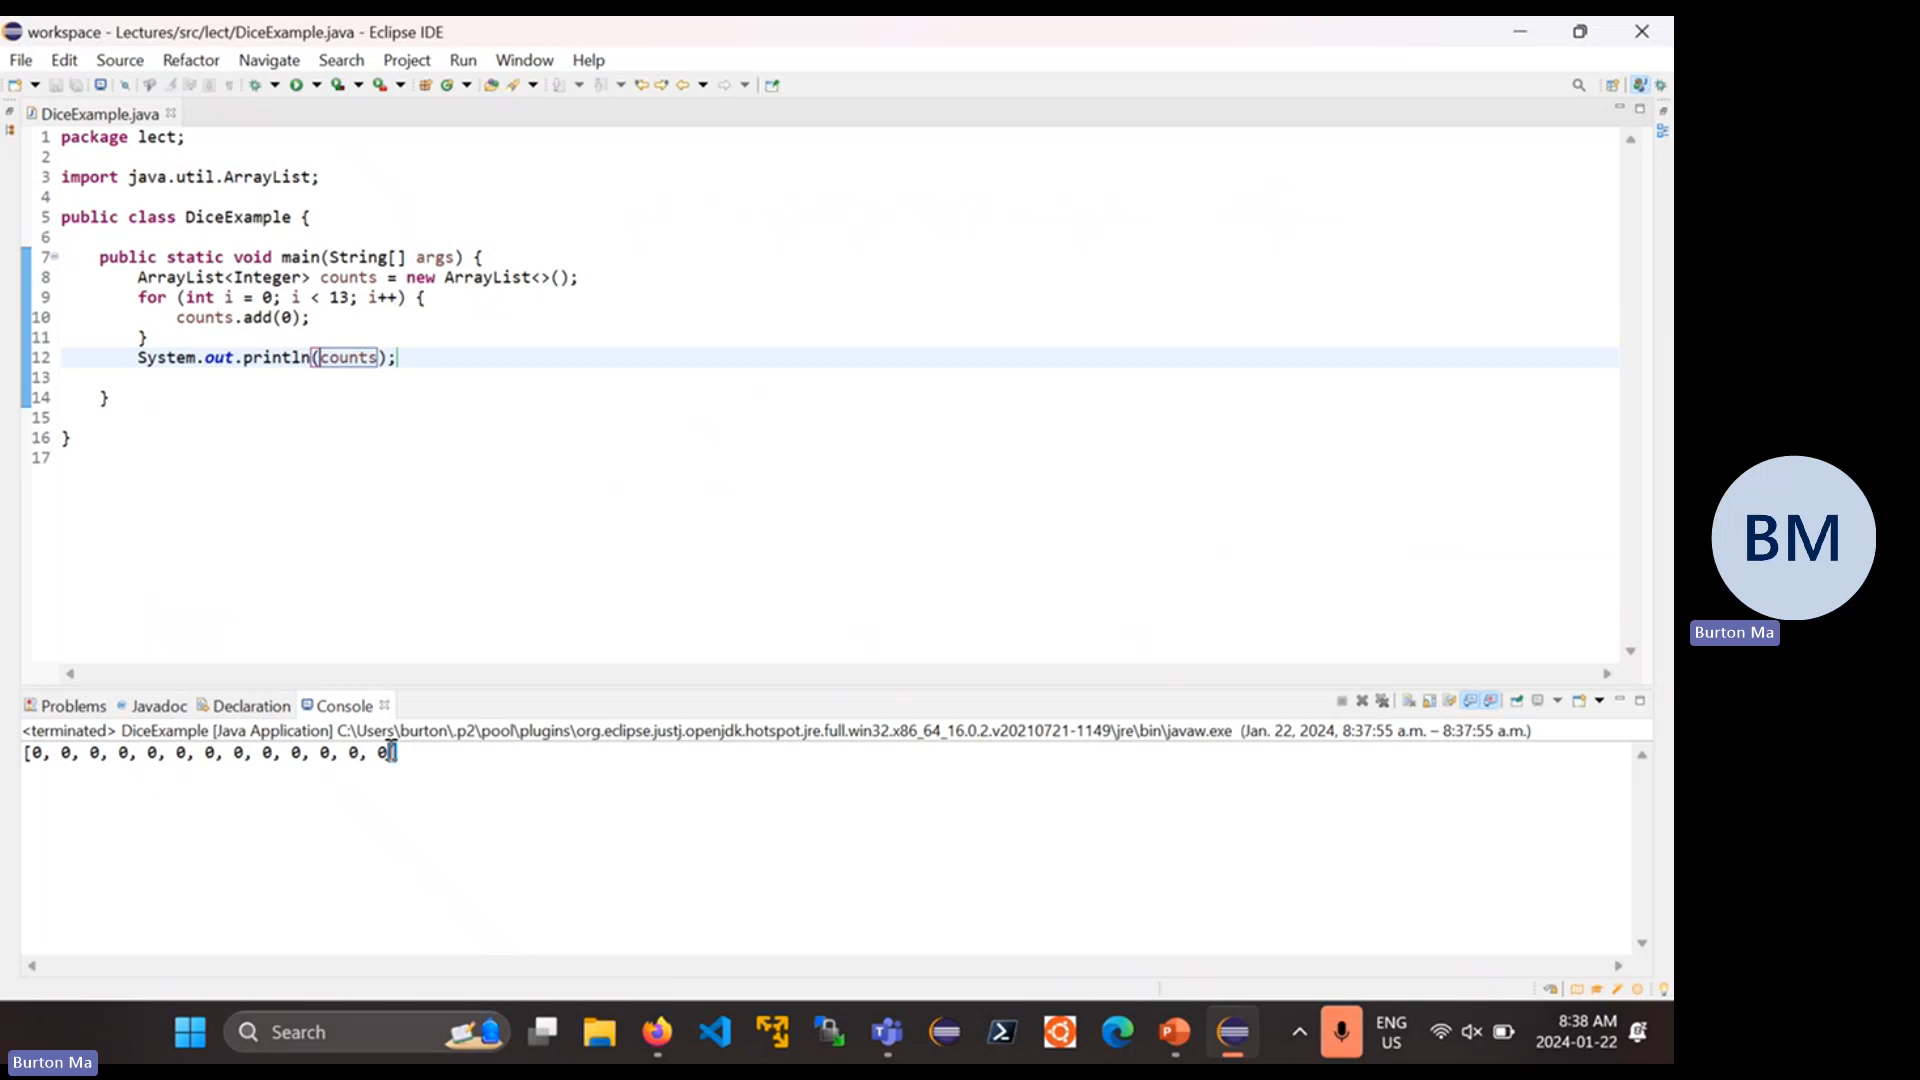 workspace - Lectures/src/lect/DiceExample.java - Eclipse IDE
File Edit Source Refactor Navigate Search Project Run Window Help
DiceExample.java
1 package lect;
2
3 import java.util.ArrayList;
4
5 public class DiceExample {
6
7 public static void main(String[] args) {
8 ArrayList<Integer> counts = new ArrayList<>();
9 for (int i = 0; i < 13; i++) {
10 counts.add(0);
11 }
12 System.out.println(counts);
13
14 }
15
16 }
17
BM
Burton Ma
Problems Javadoc Declaration Console
<terminated> DiceExample [Java Application] C:\Users\burton\.p2\pool\plugins\org.eclipse.justj.openjdk.hotspot.jre.full.win32.x86_64_16.0.2.v20210721-1149\jre\bin\javaw.exe (Jan. 22, 2024, 8:37:55 a.m. – 8:37:55 a.m.)
[0, 0, 0, 0, 0, 0, 0, 0, 0, 0, 0, 0, 0]
Search
ENG
US
8:38 AM
2024-01-22
Burton Ma